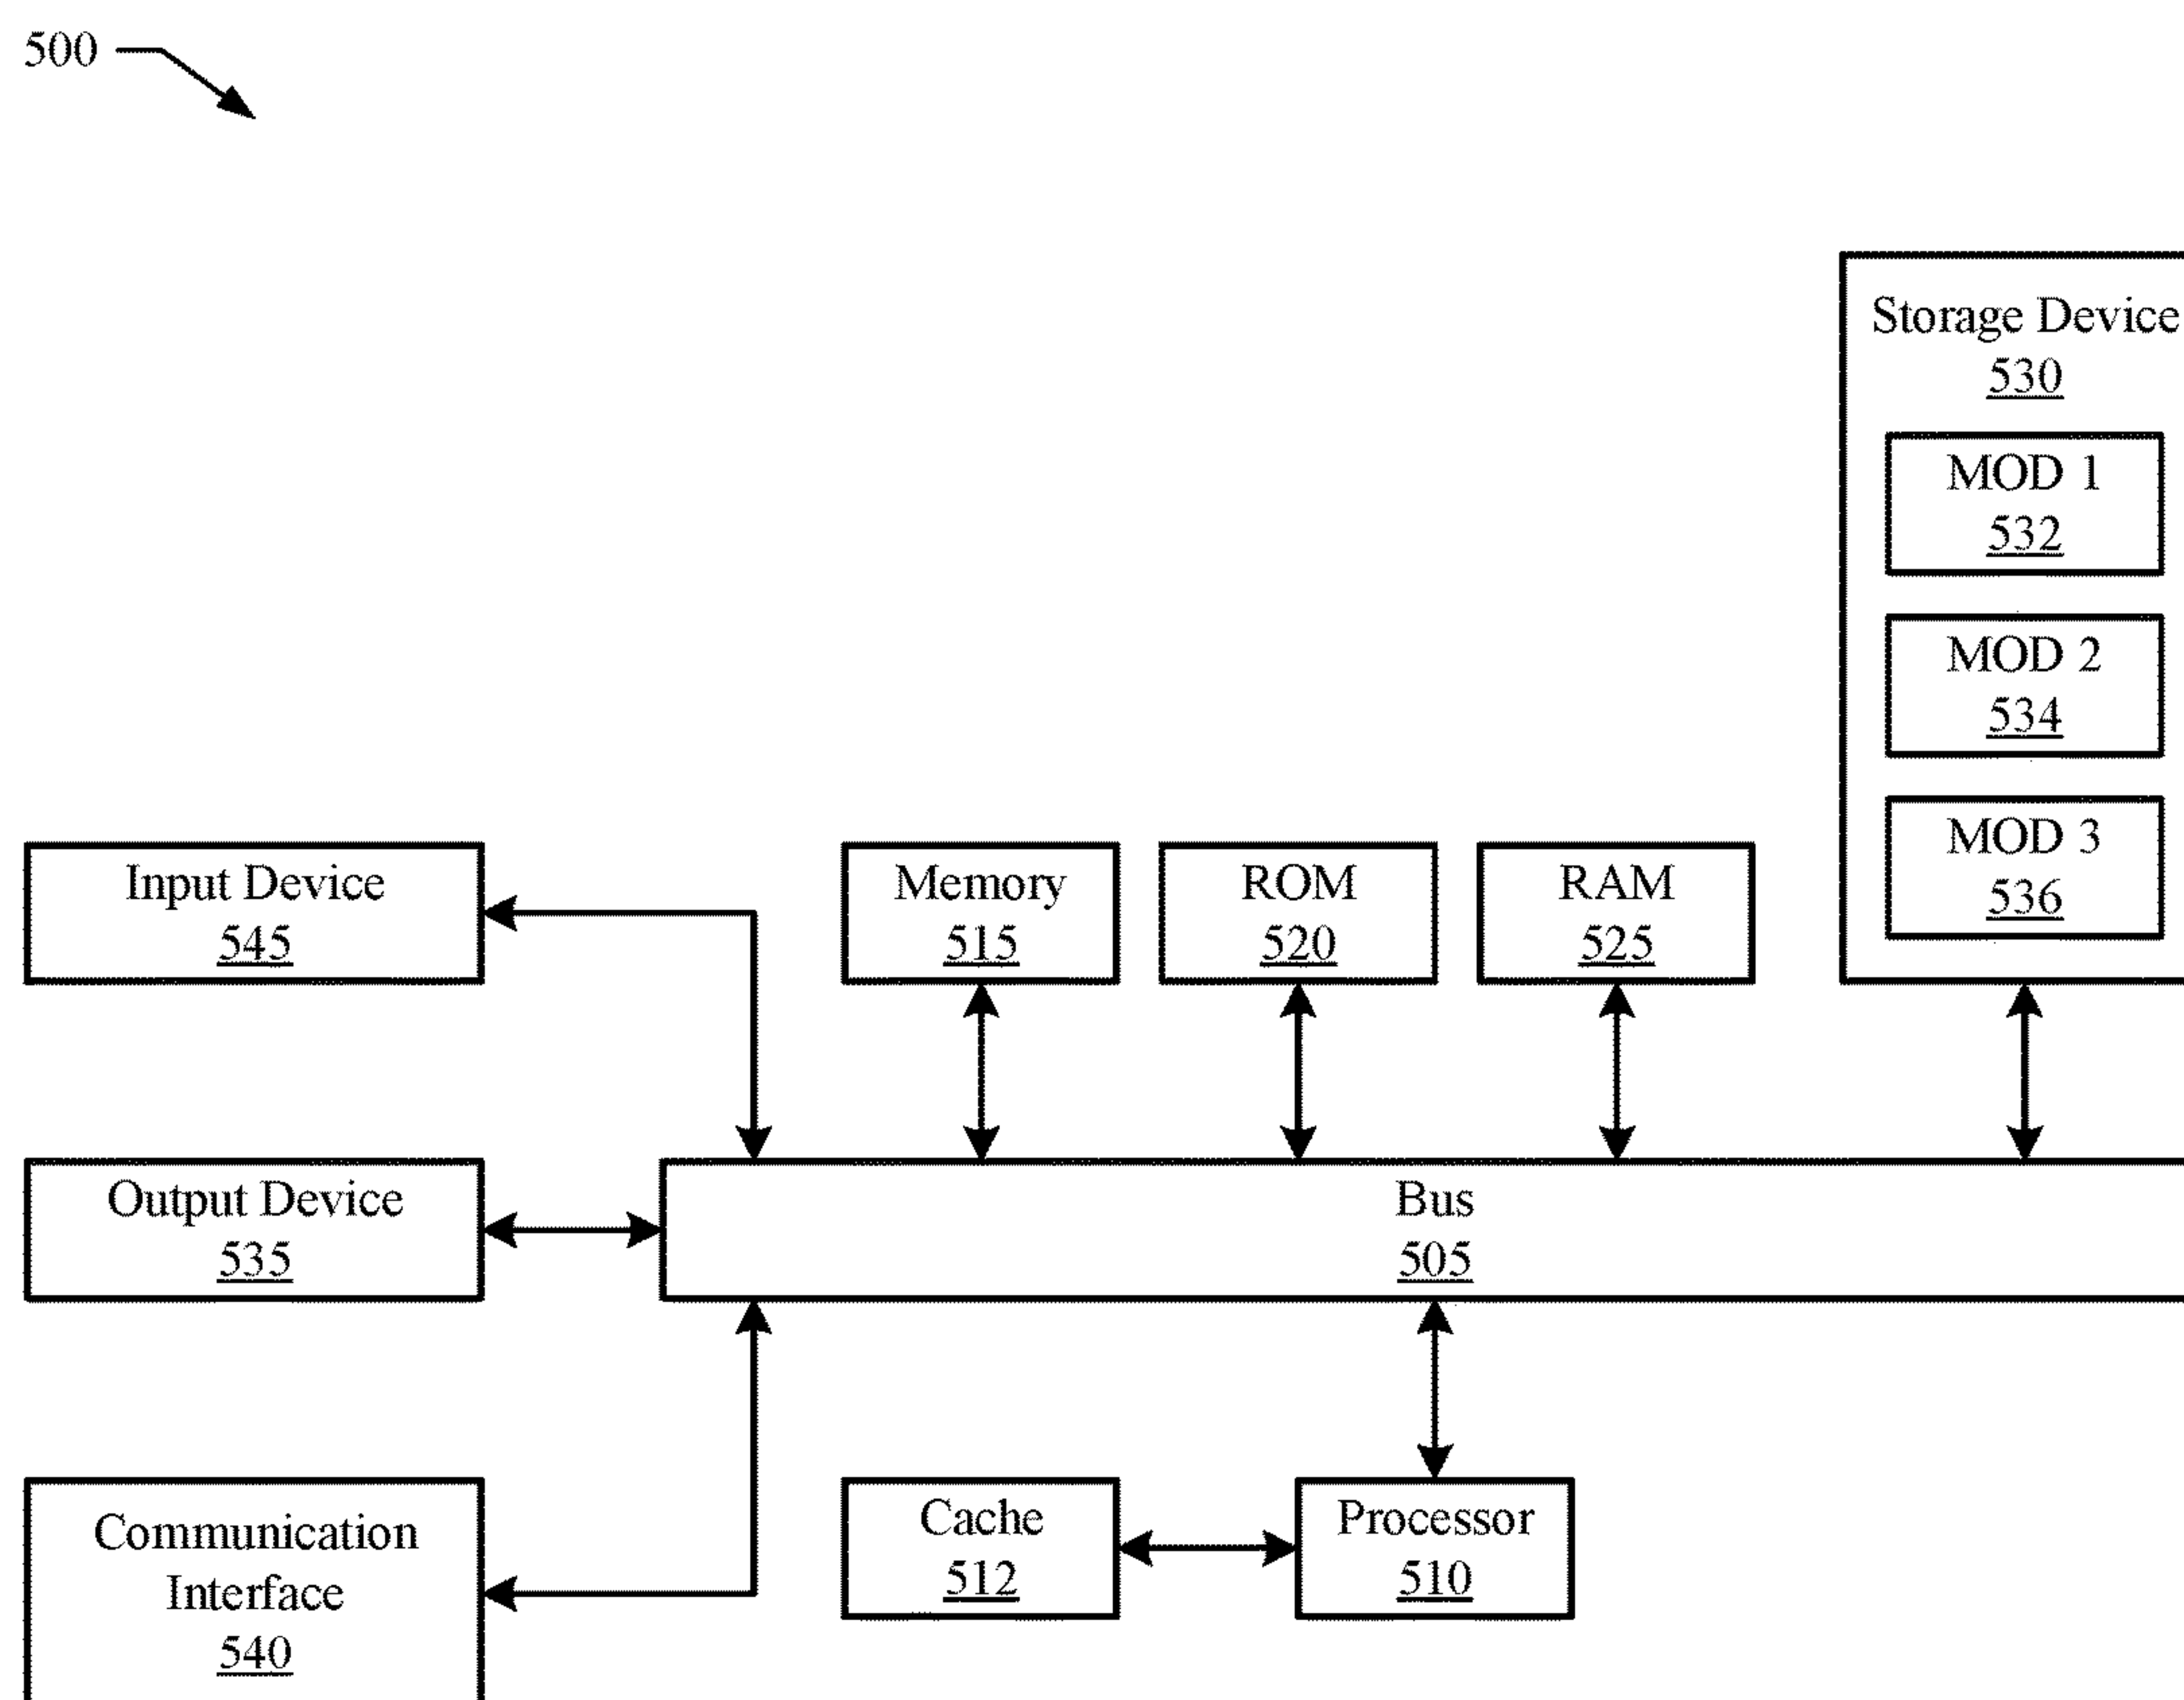 500
Storage Device
530
MOD 1
532
MOD 2
534
MOD 3
536
Input Device
545
Memory
515
ROM
520
RAM
525
Output Device
535
Bus
505
Communication
Interface
540
Cache
512
Processor
510